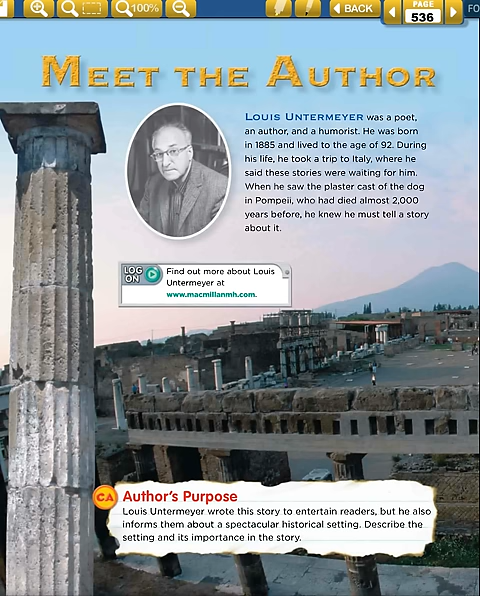 100%
BACK
PAGE
536
FO
MEET THE AUTHOR
LOUIS UNTERMEYER was a poet,
an author, and a humorist. He was born
in 1885 and lived to the age of 92. During
his life, he took a trip to Italy, where he
said these stories were waiting for him.
When he saw the plaster cast of the dog
in Pompeii, who had died almost 2,000
years before, he knew he must tell a story
about it.
LOG
ON
Find out more about Louis
Untermeyer at
www.macmillanmh.com.
CA
Author's Purpose
Louis Untermeyer wrote this story to entertain readers, but he also
informs them about a spectacular historical setting. Describe the
setting and its importance in the story.